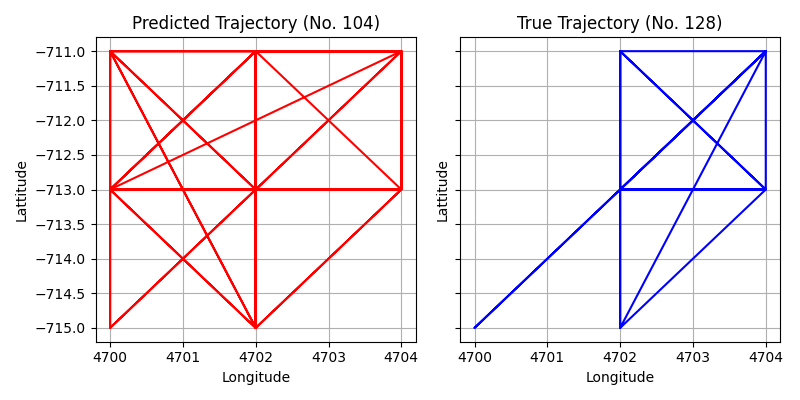 Predicted Trajectory (No. 104)
True Trajectory (No. 128)
Lattitude
−711.0
−711.5
−712.0
−712.5
−713.0
−713.5
−714.0
−714.5
−715.0
4700 4701 4702 4703 4704
Longitude
Lattitude
4700 4701 4702 4703 4704
Longitude